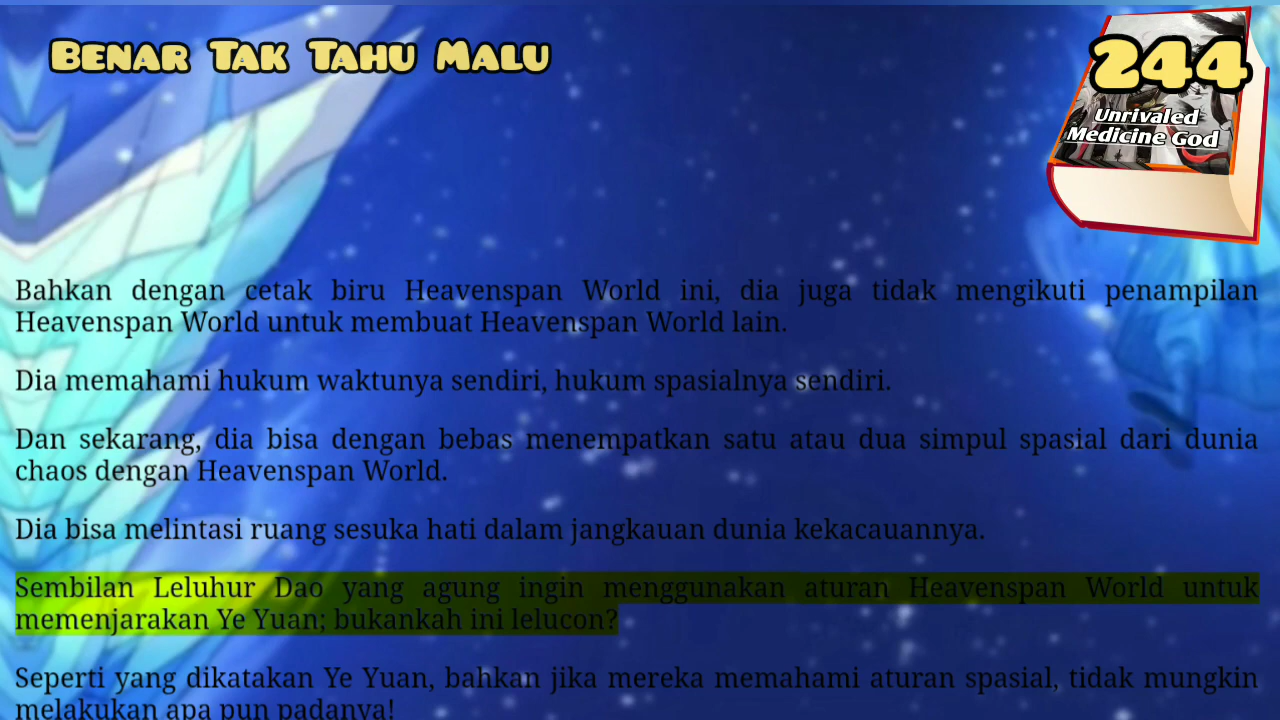 Benar Tak Tahu Malu
244
Unrivaled
Medicine God
Bahkan dengan cetak biru Heavenspan World ini, dia juga tidak mengikuti penampilan
Heavenspan World untuk membuat Heavenspan World lain.
Dia memahami hukum waktunya sendiri, hukum spasialnya sendiri.
Dan sekarang, dia bisa dengan bebas menempatkan satu atau dua simpul spasial dari dunia
chaos dengan Heavenspan World.
Dia bisa melintasi ruang sesuka hati dalam jangkauan dunia kekacauannya.
Sembilan Leluhur Dao yang agung ingin menggunakan aturan Heavenspan World untuk
memenjarakan Ye Yuan; bukankah ini lelucon?
Seperti yang dikatakan Ye Yuan, bahkan jika mereka memahami aturan spasial, tidak mungkin
melakukan apa pun padanya!